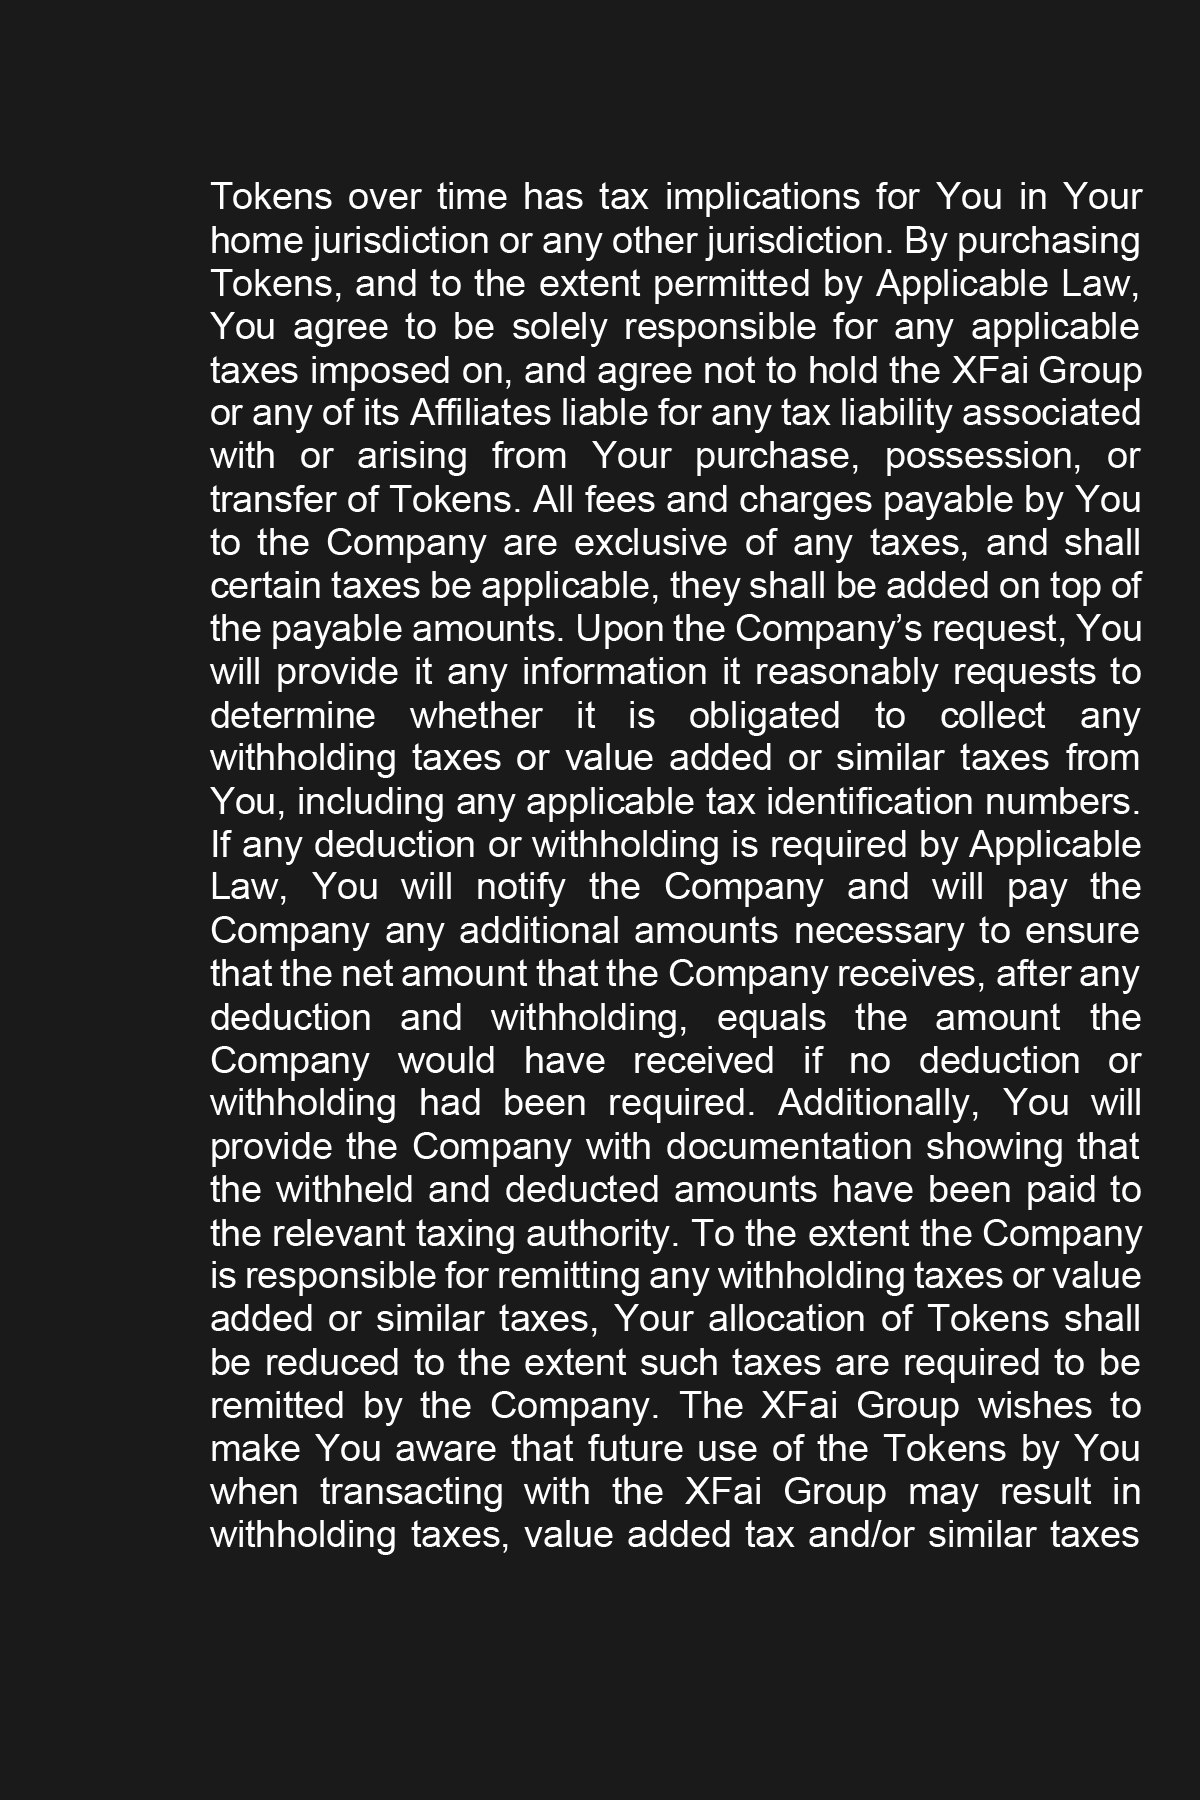 Tokens over time has tax implications for You in Your
home jurisdiction or any other jurisdiction. By purchasing
Tokens, and to the extent permitted by Applicable Law,
You agree to be solely responsible for any applicable
taxes imposed on, and agree not to hold the XFai Group
or any of its Affiliates liable for any tax liability associated
with or arising from Your purchase, possession, or
transfer of Tokens. All fees and charges payable by You
to the Company are exclusive of any taxes, and shall
certain taxes be applicable, they shall be added on top of
the payable amounts. Upon the Company’s request, You
will provide it any information it reasonably requests to
determine whether it is obligated to collect any
withholding taxes or value added or similar taxes from
You, including any applicable tax identification numbers.
If any deduction or withholding is required by Applicable
Law, You will notify the Company and will pay the
Company any additional amounts necessary to ensure
that the net amount that the Company receives, after any
deduction and withholding, equals the amount the
Company would have received if no deduction or
withholding had been required. Additionally, You will
provide the Company with documentation showing that
the withheld and deducted amounts have been paid to
the relevant taxing authority. To the extent the Company
is responsible for remitting any withholding taxes or value
added or similar taxes, Your allocation of Tokens shall
be reduced to the extent such taxes are required to be
remitted by the Company. The XFai Group wishes to
make You aware that future use of the Tokens by You
when transacting with the XFai Group may result in
withholding taxes, value added tax and/or similar taxes